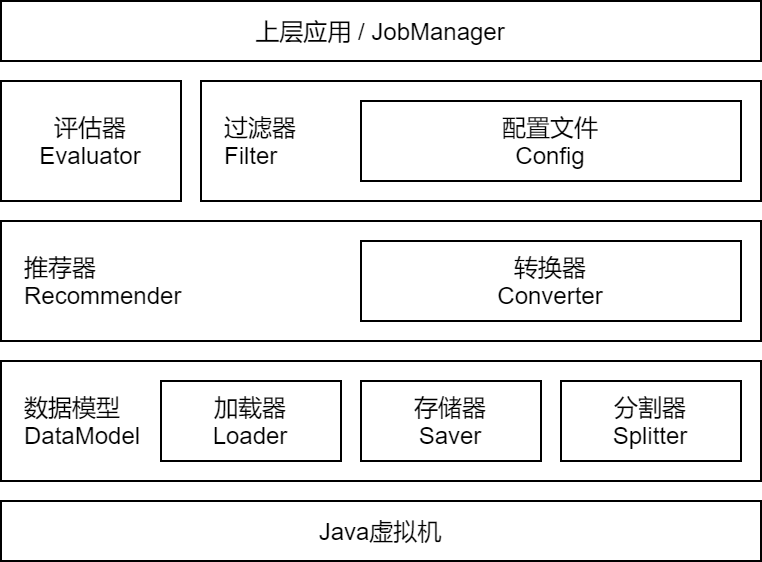 上层应用 / JobManager
评估器
Evaluator
过滤器
Filter
配置文件
Config
推荐器
Recommender
转换器
Converter
数据模型
DataModel
加载器
Loader
存储器
Saver
分割器
Splitter
Java虚拟机